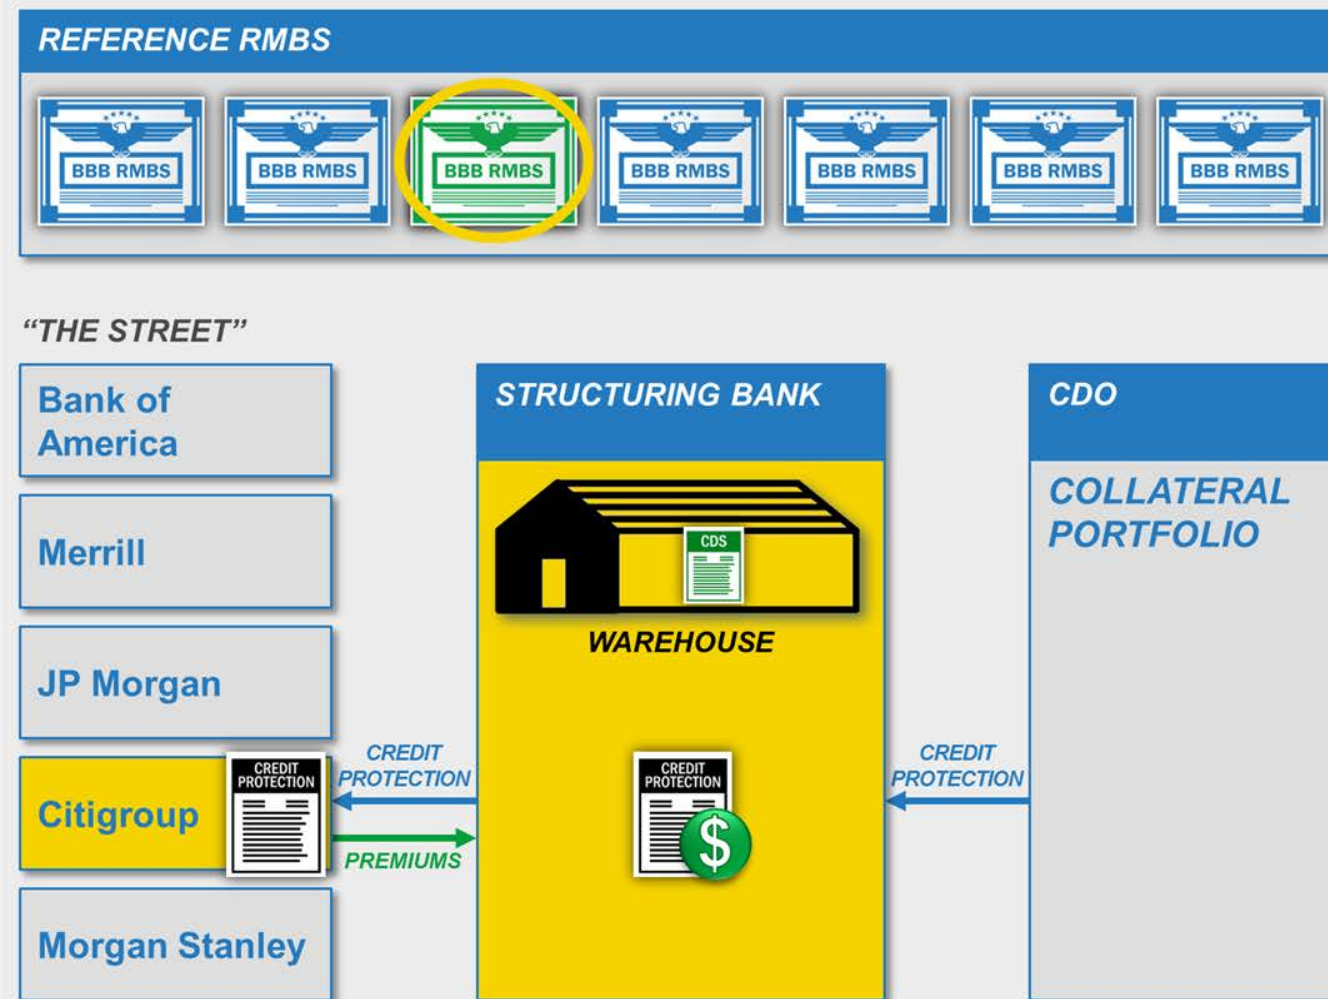 REFERENCE RMBS
BBB RMBS
BBB RMBS
BBB RMBS
BBB RMBS
BBB RMBS
BBB RMBS
BBB RMBS
“THE STREET”
Bank of
America
Merrill
JP Morgan
Citigroup
CREDIT
PROTECTION
Morgan Stanley
CREDIT
PROTECTION
PREMIUMS
STRUCTURING BANK
CDS
WAREHOUSE
CREDIT
PROTECTION
$
CREDIT
PROTECTION
CDO
COLLATERAL
PORTFOLIO